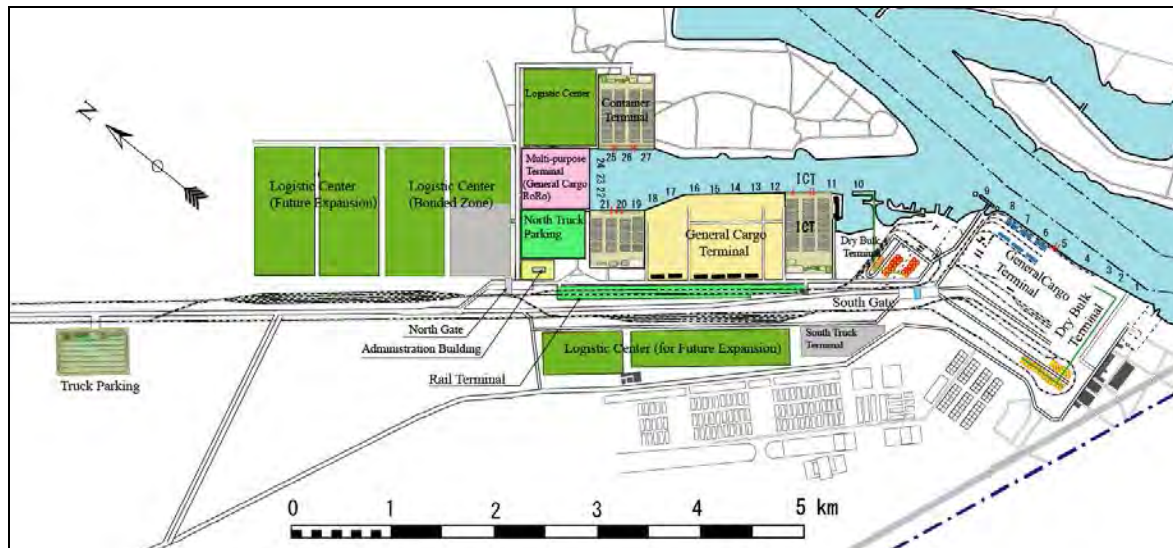 N
Logistic Center
Container
Terminal
25 26 27
24
23
22
Multi-purpose
Terminal
(General Cargo
RoRo)
Logistic Center
(Future Expansion)
Logistic Center
(Bonded Zone)
North Truck
Parking
21 20 19
18
17
16 15 14 13 12
ICT
11
10
ICT
General Cargo
Terminal
Dry Bulk
Terminal
9
8
7
6
5
4
3
2
1
GeneralCargo
Terminal
Dry Bulk
Terminal
South Gate
North Gate
Administration Building
Rail Terminal
Logistic Center (for Future Expansion)
South Truck
Terminal
Truck Parking
0 1 2 3 4 5 km